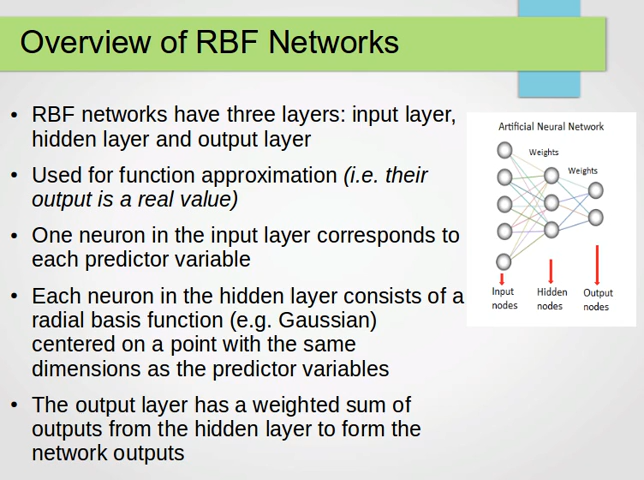 Overview of RBF Networks
• RBF networks have three layers: input layer,
hidden layer and output layer
• Used for function approximation (i.e. their
output is a real value)
• One neuron in the input layer corresponds to
each predictor variable
• Each neuron in the hidden layer consists of a
radial basis function (e.g. Gaussian)
centered on a point with the same
dimensions as the predictor variables
• The output layer has a weighted sum of
outputs from the hidden layer to form the
network outputs
Artificial Neural Network
Weights
Weights
Input
nodes
Hidden
nodes
Output
nodes